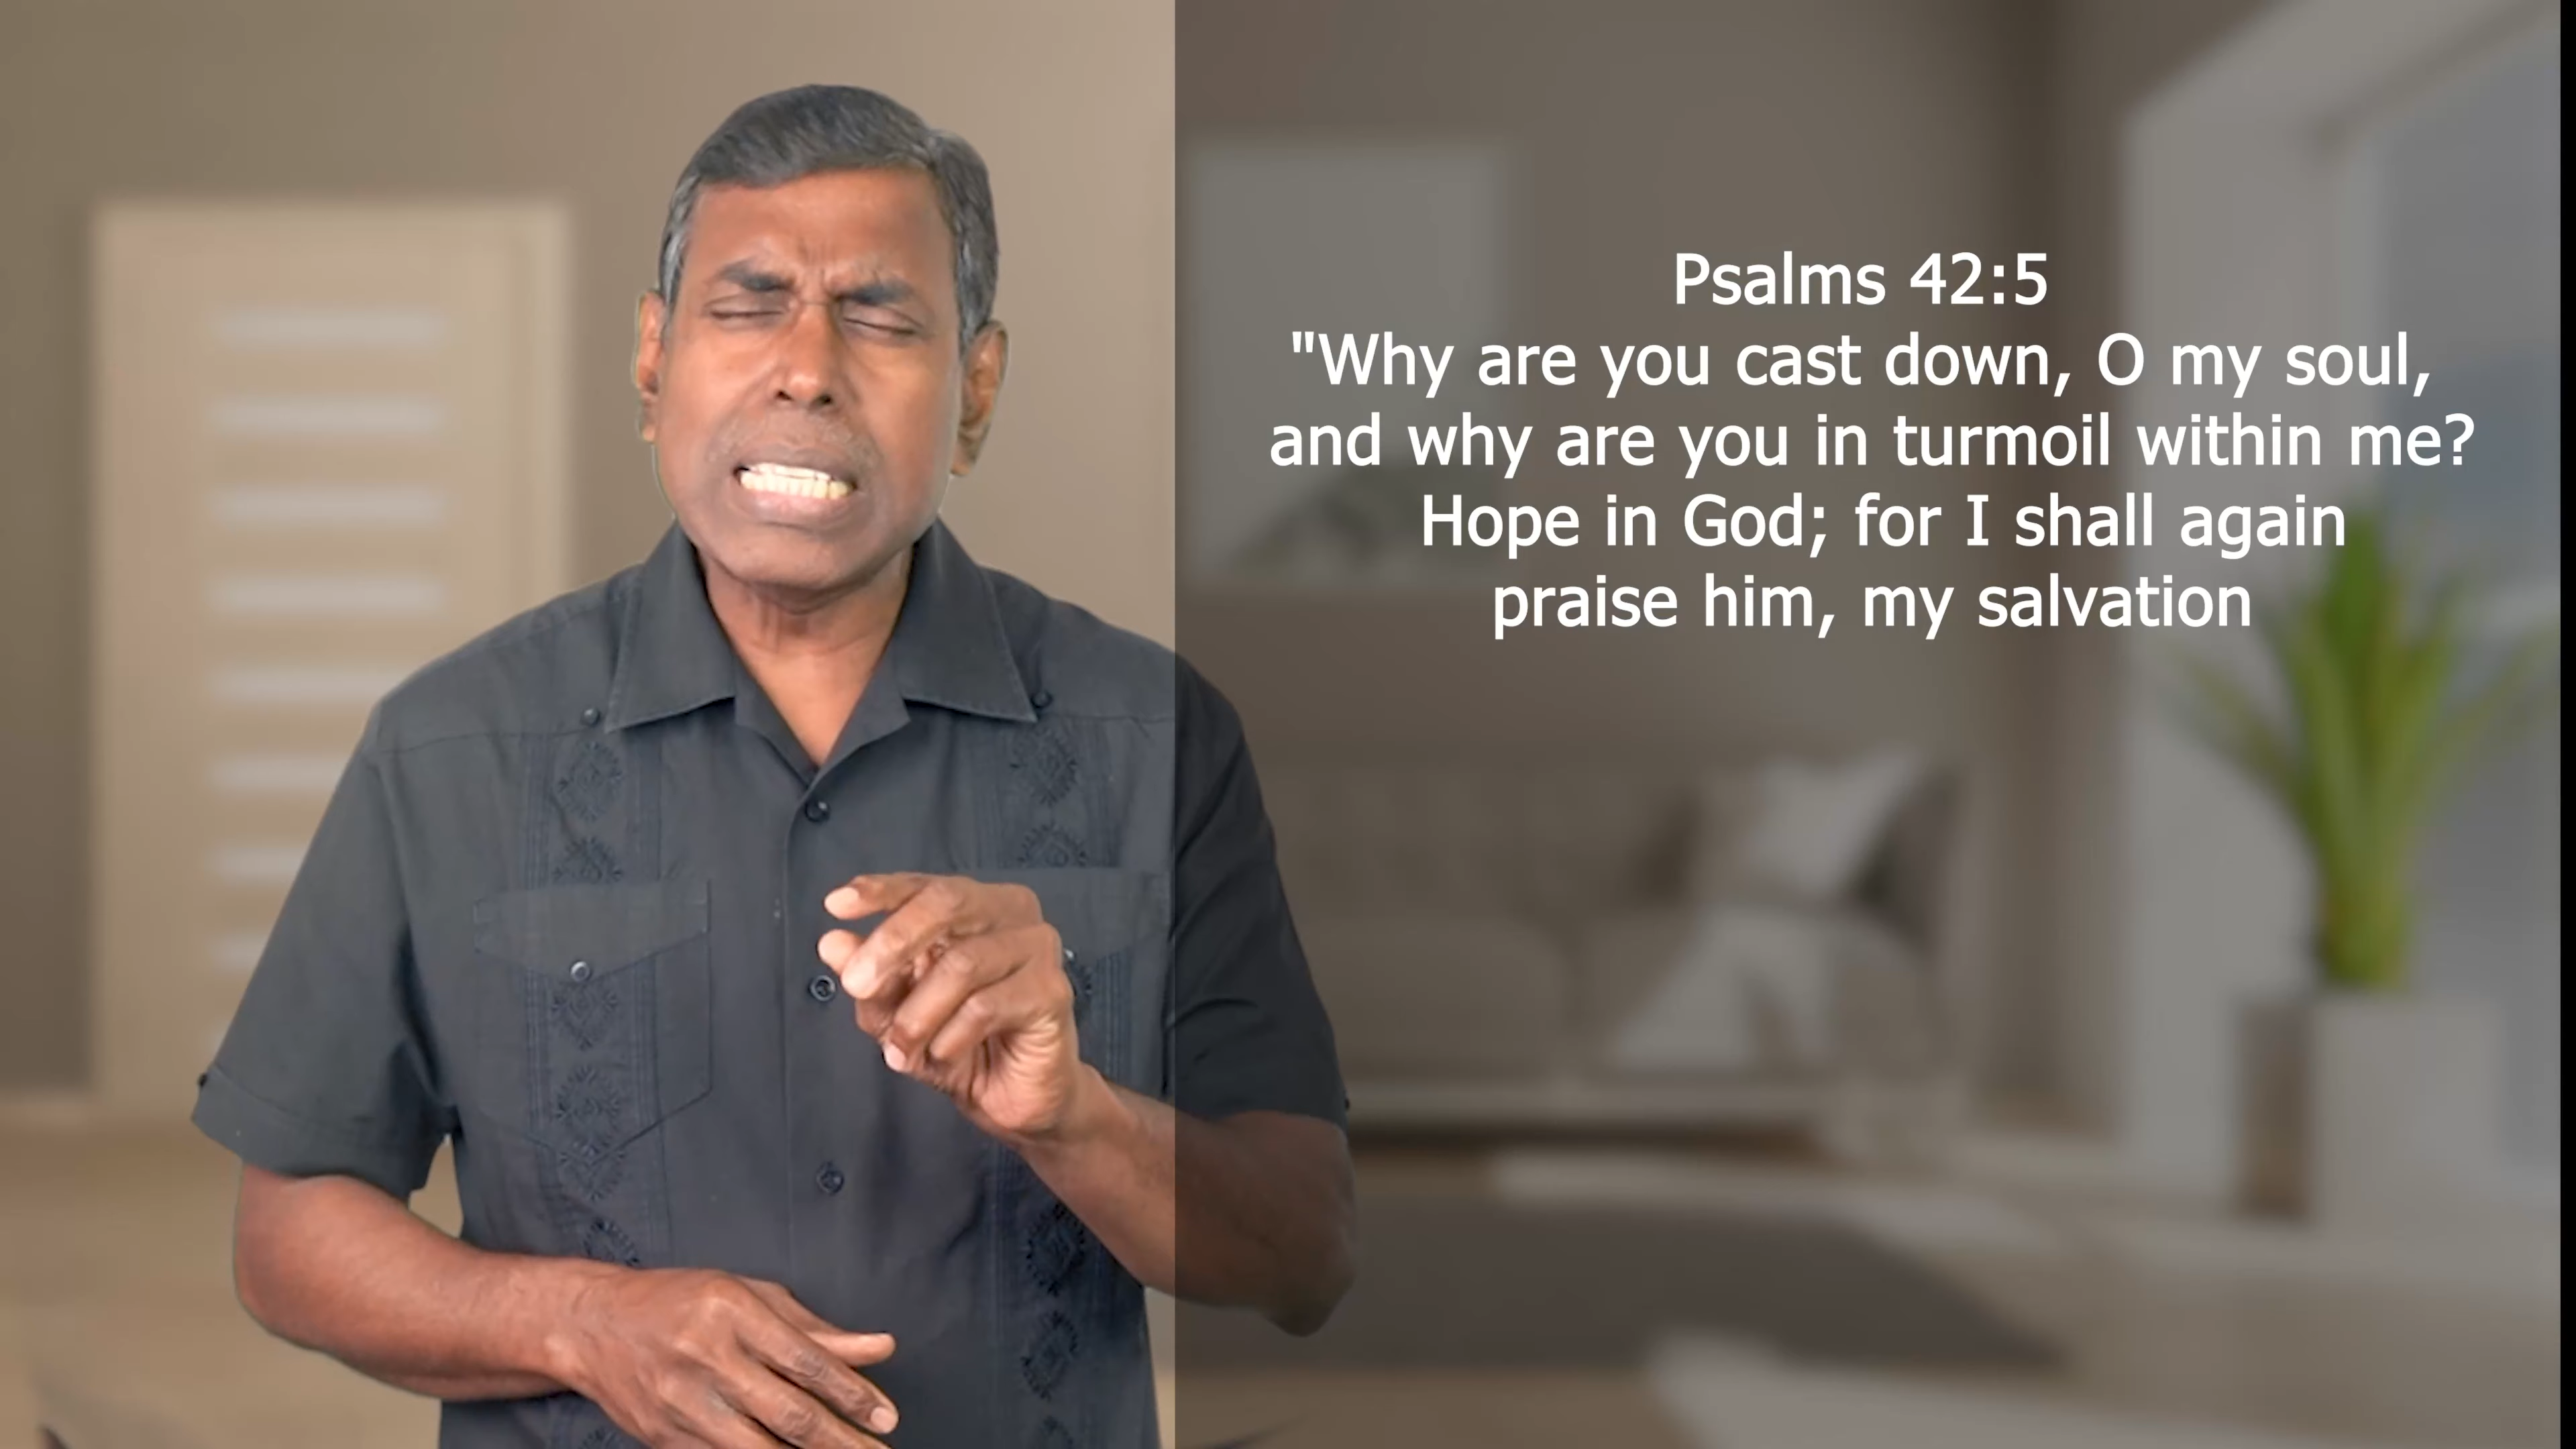 Psalms 42:5
"Why are you cast down, O my soul,
and why are you in turmoil within me?
Hope in God; for I shall again
praise him, my salvation